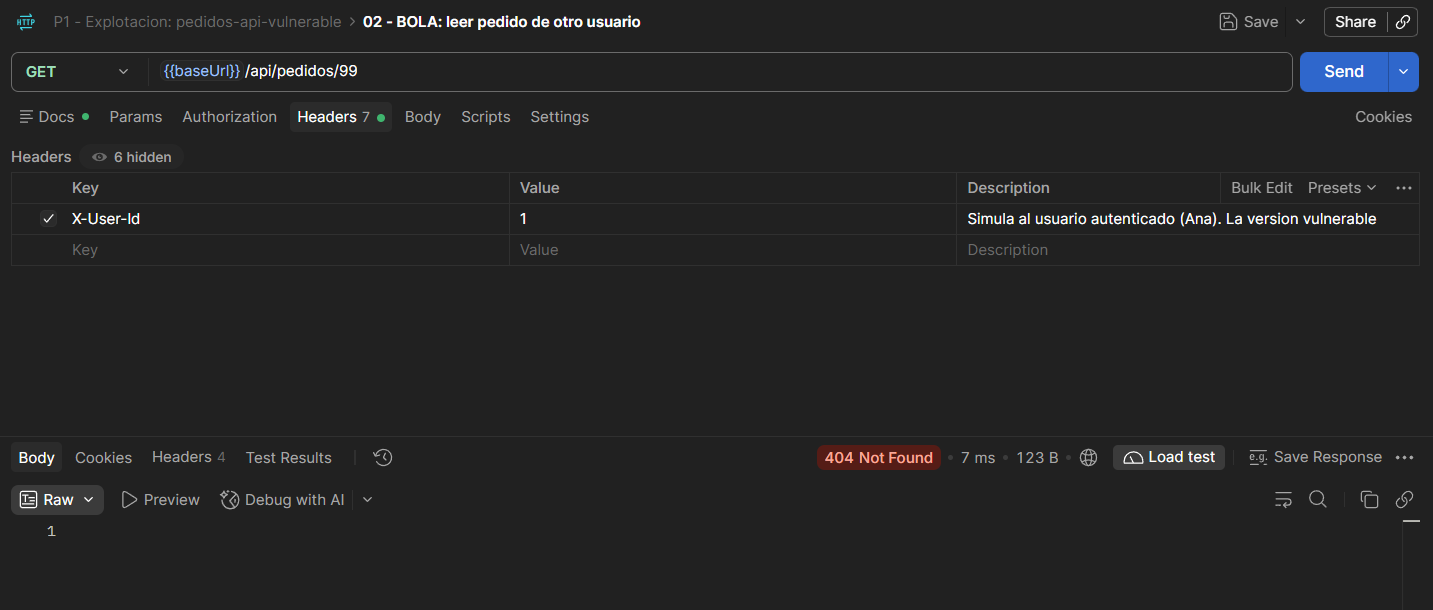 HTTP P1 - Explotacion: pedidos-api-vulnerable > 02 - BOLA: leer pedido de otro usuario Save Share
GET {{baseUrl}} /api/pedidos/99 Send
Docs Params Authorization Headers 7 Body Scripts Settings Cookies
Headers 6 hidden
Key Value Description Bulk Edit Presets
X-User-Id 1 Simula al usuario autenticado (Ana). La version vulnerable
Key Value Description
Body Cookies Headers 4 Test Results 404 Not Found 7 ms 123 B Load test e.g. Save Response
Raw Preview Debug with AI
1